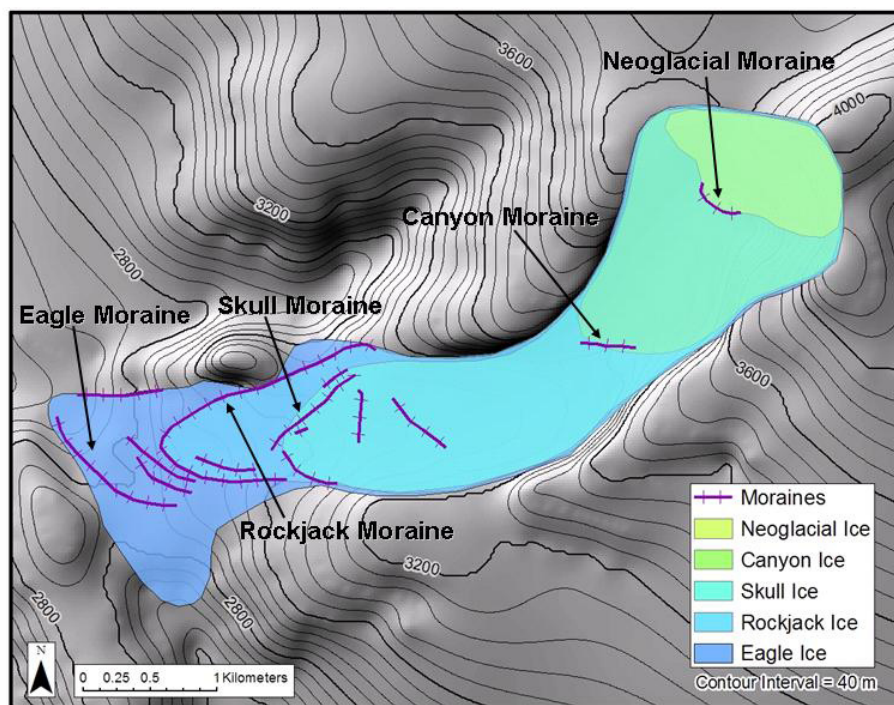 3600
Neoglacial Moraine
4000
3200
Canyon Moraine
2800
Skull Moraine
Eagle Moraine
3600
Rockjack Moraine
3200
2800
2800
Moraines
Neoglacial Ice
Canyon Ice
Skull Ice
Rockjack Ice
Eagle Ice
Contour Interval = 40 m
N
0 0.25 0.5 1 Kilometers